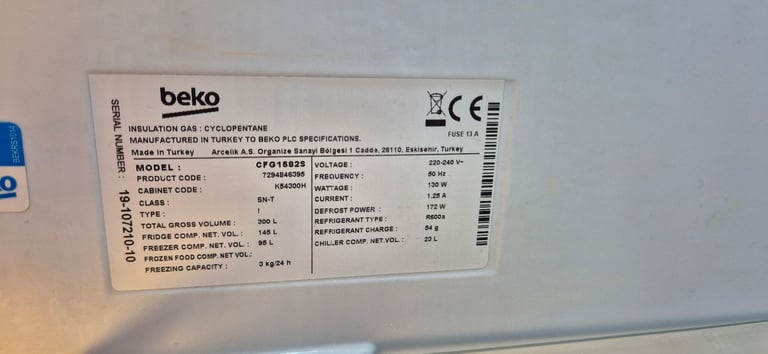 beko
FUSE 13 A
INSULATION GAS : CYCLOPENTANE
MANUFACTURED IN TURKEY TO BEKO PLC SPECIFICATIONS.
Made in Turkey Arcelik A.S. Organize Sanayi Bölgesi 1 Cadde, 26110, Eskisehir, Turkey
MODEL : CFG1582S
PRODUCT CODE : 7294846395
CABINET CODE : K54300H
CLASS : SN-T
TYPE : I
TOTAL GROSS VOLUME : 300 L
FRIDGE COMP. NET. VOL. : 145 L
FREEZER COMP. NET. VOL. : 95 L
FROZEN FOOD COMP. NET VOL.:
FREEZING CAPACITY : 3 kg/24 h
VOLTAGE : 220-240 V~
FREQUENCY : 50 Hz
WATTAGE : 130 W
CURRENT : 1.25 A
DEFROST POWER : 172 W
REFRIGERANT TYPE : R600a
REFRIGERANT CHARGE : 54 g
CHILLER COMP. NET.VOL. : 23 L
SERIAL NUMBER : 19-107210-10